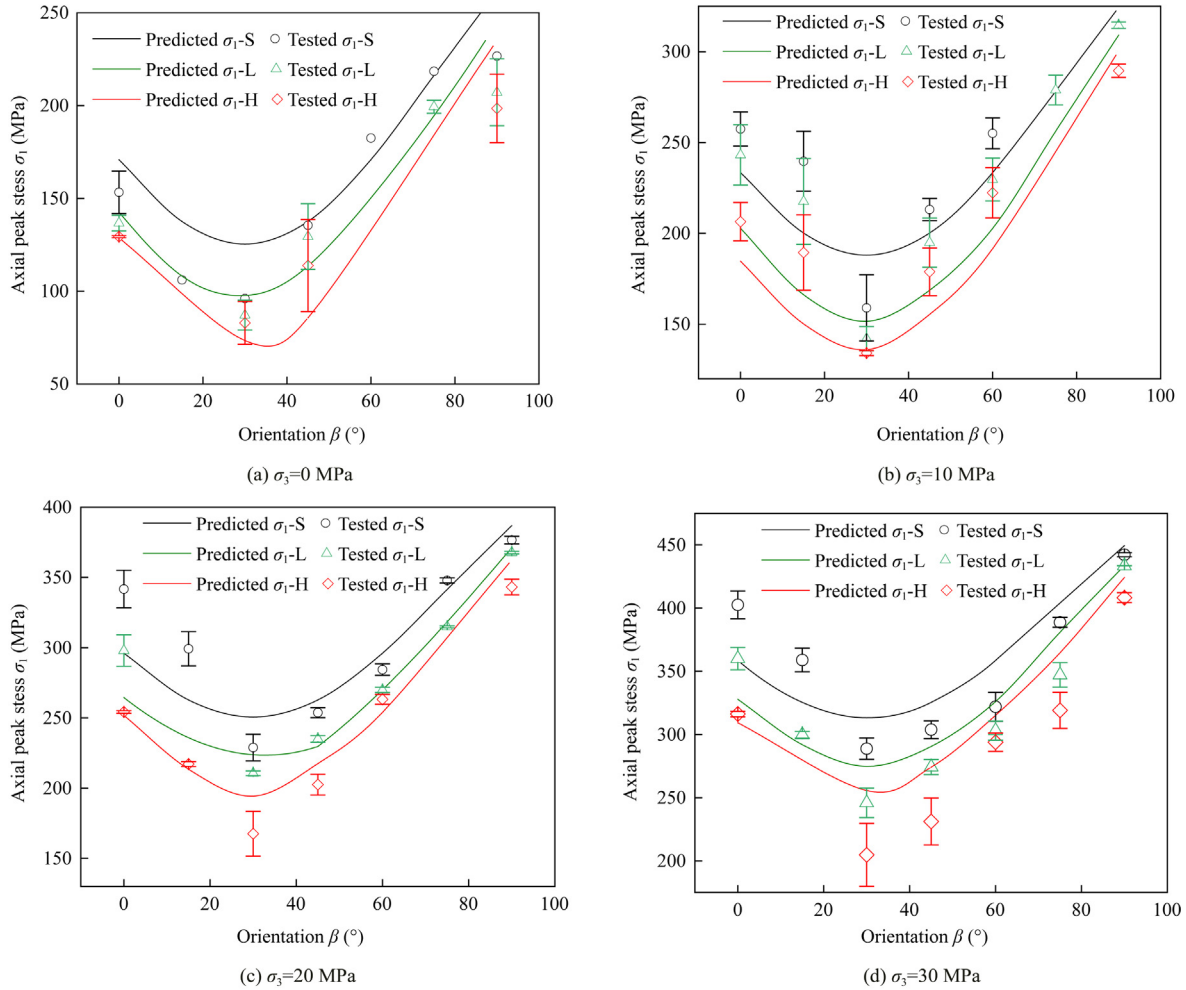 250
200
150
100
50
Axial peak stess σ1 (MPa)
Predicted σ1-S
Tested σ1-S
Predicted σ1-L
Tested σ1-L
Predicted σ1-H
Tested σ1-H
0 20 40 60 80 100
Orientation β (°)
(a) σ3=0 MPa
300
250
200
150
Axial peak stess σ1 (MPa)
Predicted σ1-S
Tested σ1-S
Predicted σ1-L
Tested σ1-L
Predicted σ1-H
Tested σ1-H
0 20 40 60 80 100
Orientation β (°)
(b) σ3=10 MPa
400
350
300
250
200
150
Axial peak stess σ1 (MPa)
Predicted σ1-S
Tested σ1-S
Predicted σ1-L
Tested σ1-L
Predicted σ1-H
Tested σ1-H
0 20 40 60 80 100
Orientation β (°)
(c) σ3=20 MPa
450
400
350
300
250
200
Axial peak stess σ1 (MPa)
Predicted σ1-S
Tested σ1-S
Predicted σ1-L
Tested σ1-L
Predicted σ1-H
Tested σ1-H
0 20 40 60 80 100
Orientation β (°)
(d) σ3=30 MPa